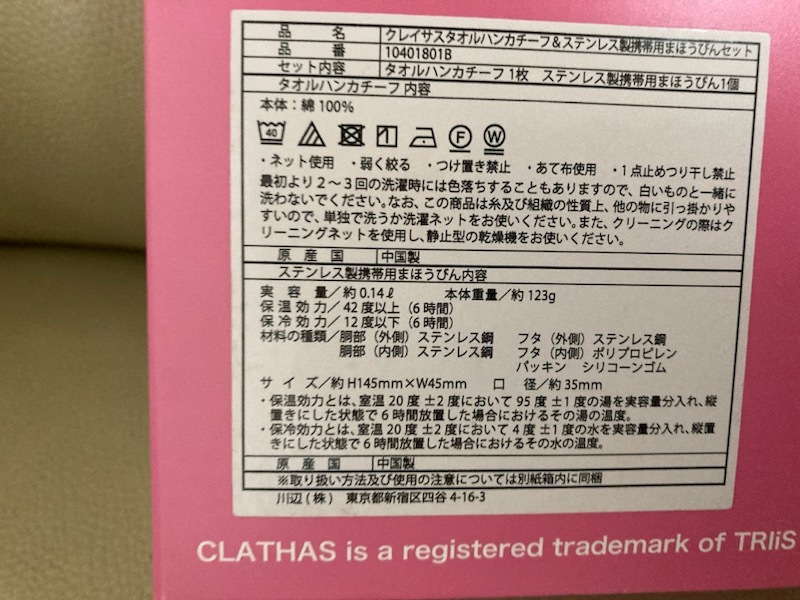 品 名 クレイサスタオルハンカチーフ&ステンレス製携帯用まほうびんセット
品 番 10401801B
セット内容 タオルハンカチーフ 1枚 ステンレス製携帯用まほうびん1個
タオルハンカチーフ 内容
本体：綿 100%
40 F W
・ネット使用 ・弱く絞る ・つけ置き禁止 ・あて布使用 ・1点止めつり干し禁止
最初より2～3回の洗濯時には色落ちすることもありますので、白いものと一緒に
洗わないでください。なお、この商品は糸及び組織の性質上、他の物に引っ掛かりや
すいので、単独で洗うか洗濯ネットをお使いください。また、クリーニングの際はク
リーニングネットを使用し、静止型の乾燥機をお使いください。
原 産 国 中国製
ステンレス製携帯用まほうびん内容
実 容 量／約 0.14ℓ 本体重量／約 123g
保 温 効 力／42度以上（6時間）
保 冷 効 力／12度以下（6時間）
材料の種類／胴部（外側）ステンレス鋼 フタ（外側）ステンレス鋼
胴部（内側）ステンレス鋼 フタ（内側）ポリプロピレン
パッキン シリコーンゴム
サ イ ズ／約 H145mm×W45mm 口 径／約 35mm
・保温効力とは、室温 20 度 ±2 度において 95 度 ±1 度の湯を実容量分入れ、縦
置きにした状態で 6 時間放置した場合におけるその湯の温度。
・保冷効力とは、室温 20 度 ±2 度において 4 度 ±1 度の水を実容量分入れ、縦置
きにした状態で 6 時間放置した場合におけるその水の温度。
原 産 国 中国製
※取り扱い方法及び使用の注意については別紙箱内に同梱
川辺（株） 東京都新宿区四谷 4-16-3
CLATHAS is a registered trademark of TRIiS